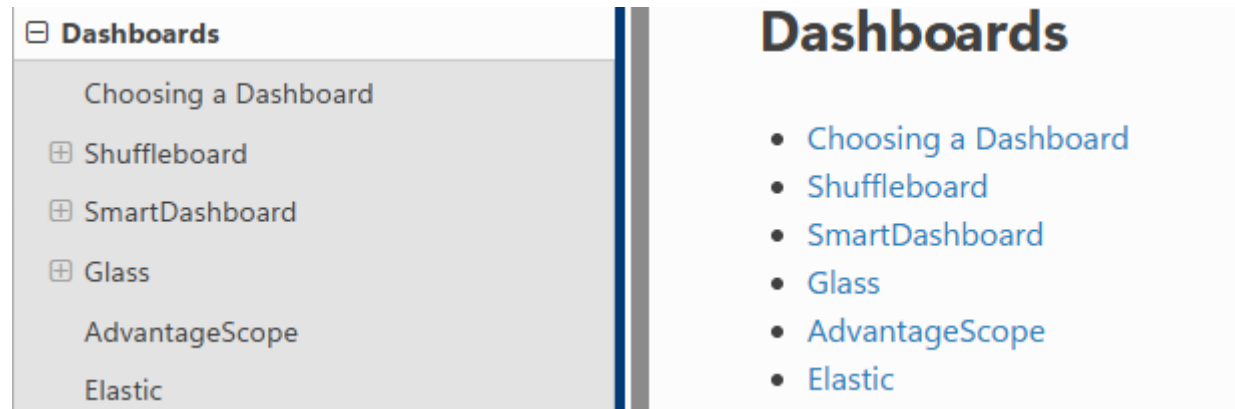 Dashboards
Choosing a Dashboard
Shuffleboard
SmartDashboard
Glass
AdvantageScope
Elastic
Dashboards
Choosing a Dashboard
Shuffleboard
SmartDashboard
Glass
AdvantageScope
Elastic